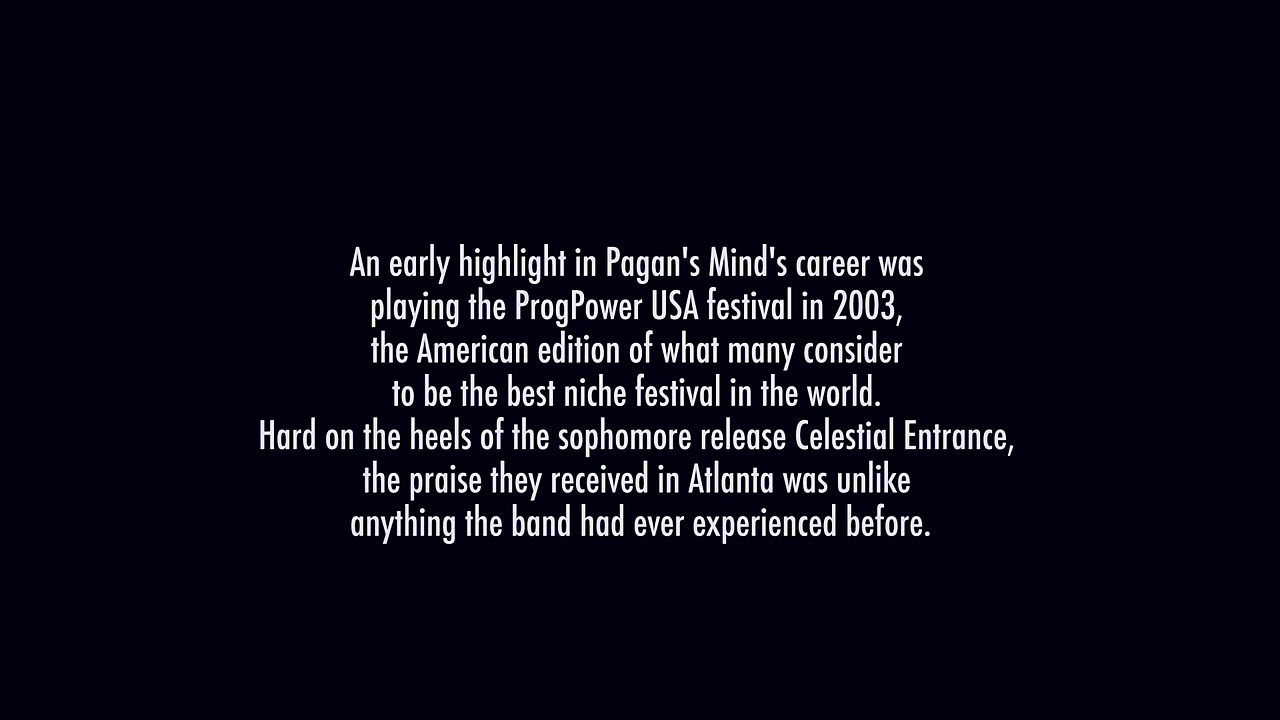 An early highlight in Pagan's Mind's career was
playing the ProgPower USA festival in 2003,
the American edition of what many consider
to be the best niche festival in the world.
Hard on the heels of the sophomore release Celestial Entrance,
the praise they received in Atlanta was unlike
anything the band had ever experienced before.